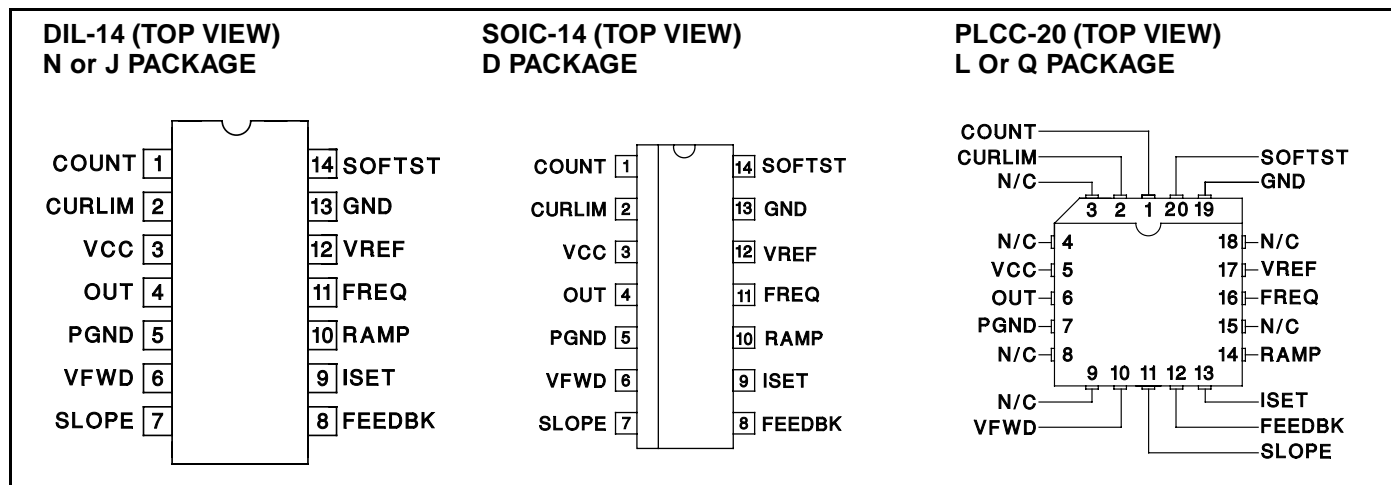 DIL-14 (TOP VIEW)
N or J PACKAGE
COUNT 1
CURLIM 2
VCC 3
OUT 4
PGND 5
VFWD 6
SLOPE 7
14 SOFTST
13 GND
12 VREF
11 FREQ
10 RAMP
9 ISET
8 FEEDBK
SOIC-14 (TOP VIEW)
D PACKAGE
COUNT 1
CURLIM 2
VCC 3
OUT 4
PGND 5
VFWD 6
SLOPE 7
14 SOFTST
13 GND
12 VREF
11 FREQ
10 RAMP
9 ISET
8 FEEDBK
PLCC-20 (TOP VIEW)
L Or Q PACKAGE
COUNT
CURLIM
N/C
SOFTST
GND
3 2 1 20 19
N/C 4
VCC 5
OUT 6
PGND 7
N/C 8
18 N/C
17 VREF
16 FREQ
15 N/C
14 RAMP
9 10 11 12 13
N/C
VFWD
ISET
FEEDBK
SLOPE